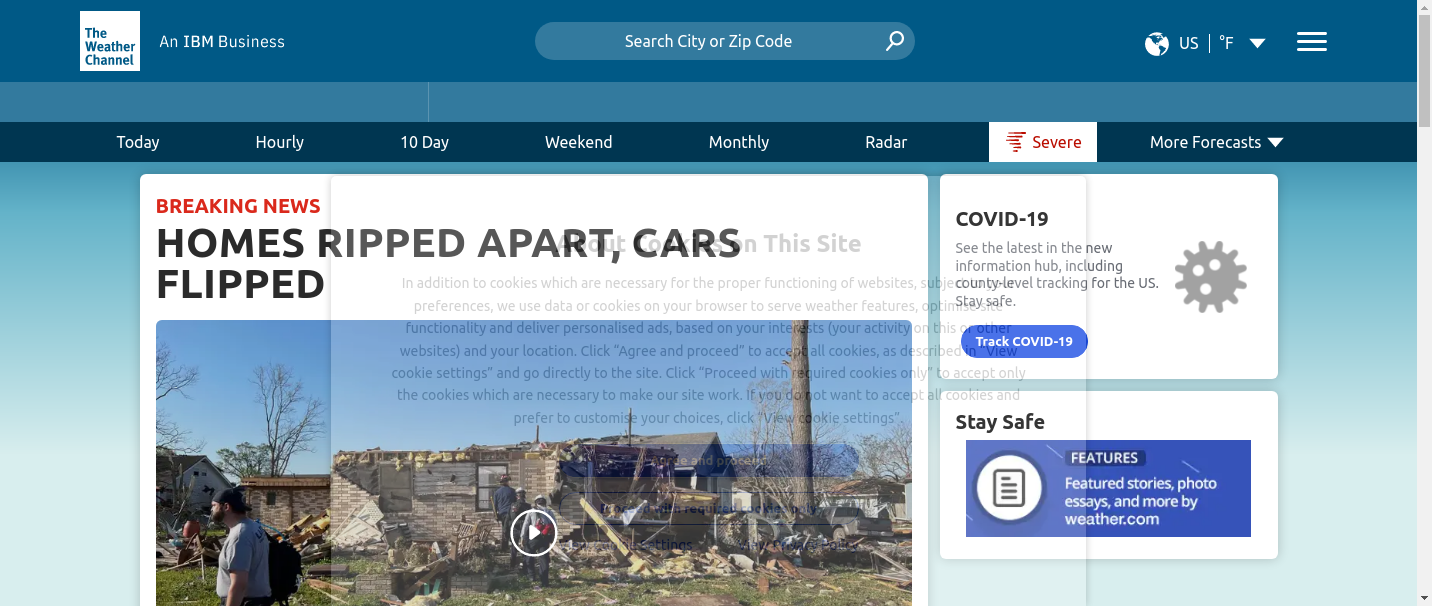 The
Weather
Channel
An IBM Business
Search City or Zip Code
US
°F
Today
Hourly
10 Day
Weekend
Monthly
Radar
Severe
More Forecasts
BREAKING NEWS
HOMES RIPPED APART, CARS
FLIPPED
About Cookies on This Site
In addition to cookies which are necessary for the proper functioning of websites, subject to your
preferences, we use data or cookies on your browser to serve weather features, optimise site
functionality and deliver personalised ads, based on your interests (your activity on this or other
websites) and your location. Click “Agree and proceed” to accept all cookies, as described in “View
cookie settings” and go directly to the site. Click “Proceed with required cookies only” to accept only
the cookies which are necessary to make our site work. If you do not want to accept all cookies and
prefer to customise your choices, click “View cookie settings”.
Agree and proceed
Proceed with required cookies only
settings
View Privacy Policy
COVID-19
See the latest in the new
information hub, including
county-level tracking for the US.
Stay safe.
Track COVID-19
Stay Safe
FEATURES
Featured stories, photo
essays, and more by
weather.com